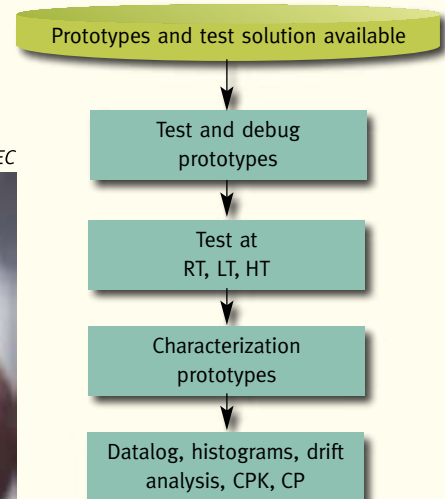 Prototypes and test solution available
EC
Test and debug
prototypes
Test at
RT, LT, HT
Characterization
prototypes
Datalog, histograms, drift
analysis, CPK, CP